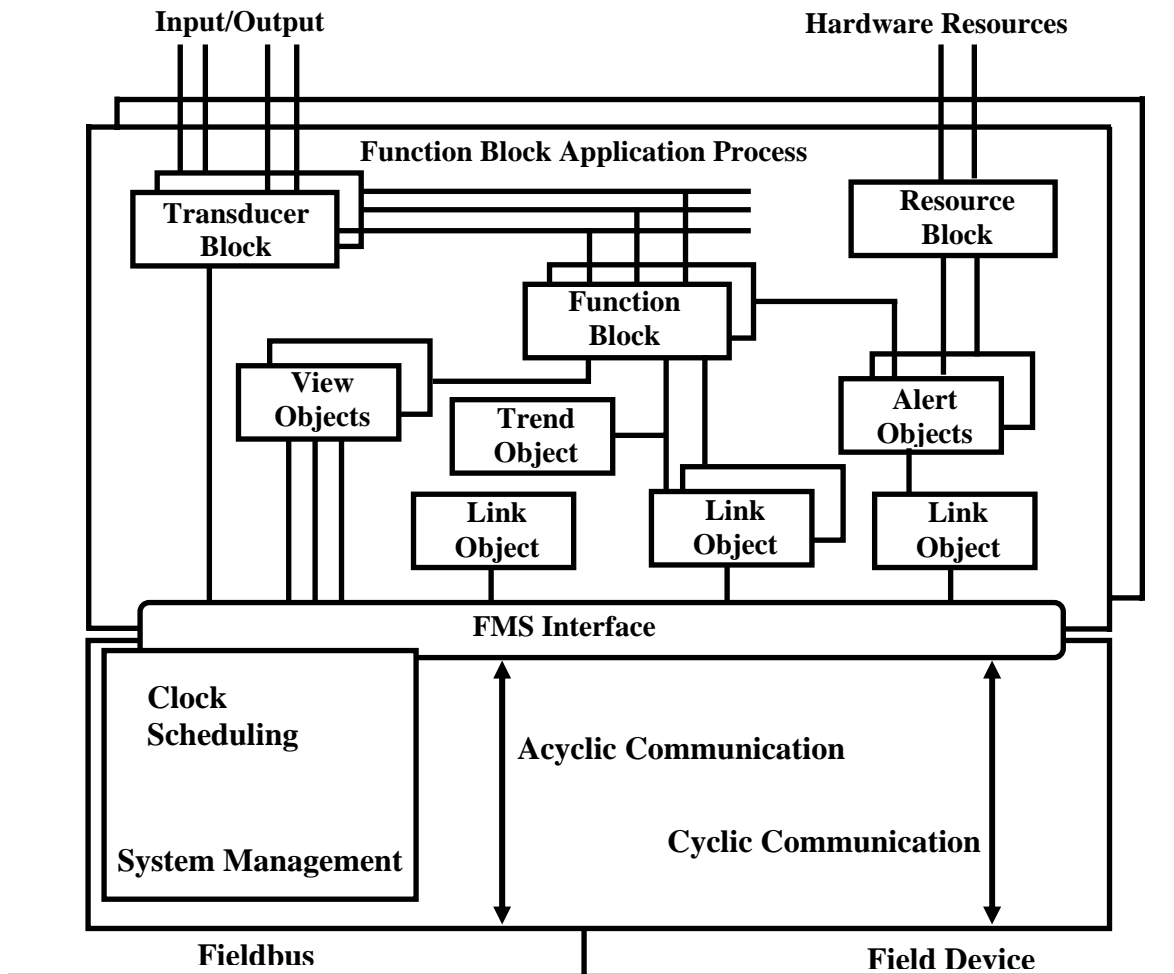 Input/Output
Hardware Resources
Function Block Application Process
Transducer
Block
Resource
Block
Function
Block
View
Objects
Trend
Object
Alert
Objects
Link
Object
Link
Object
Link
Object
FMS Interface
Clock
Scheduling
Acyclic Communication
Cyclic Communication
System Management
Fieldbus
Field Device